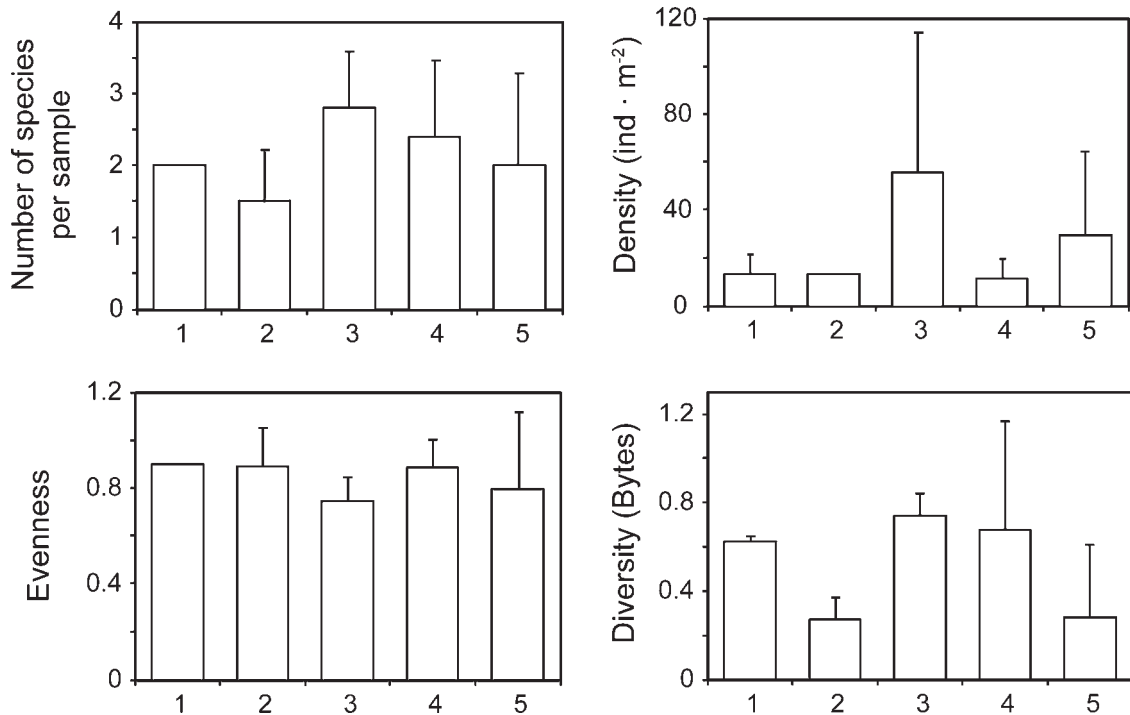 Number of species
per sample
4
3
2
1
0
1 2 3 4 5
Density (ind · m⁻²)
120
80
40
0
1 2 3 4 5
Evenness
1.2
0.8
0.4
0
1 2 3 4 5
Diversity (Bytes)
1.2
0.8
0.4
0
1 2 3 4 5